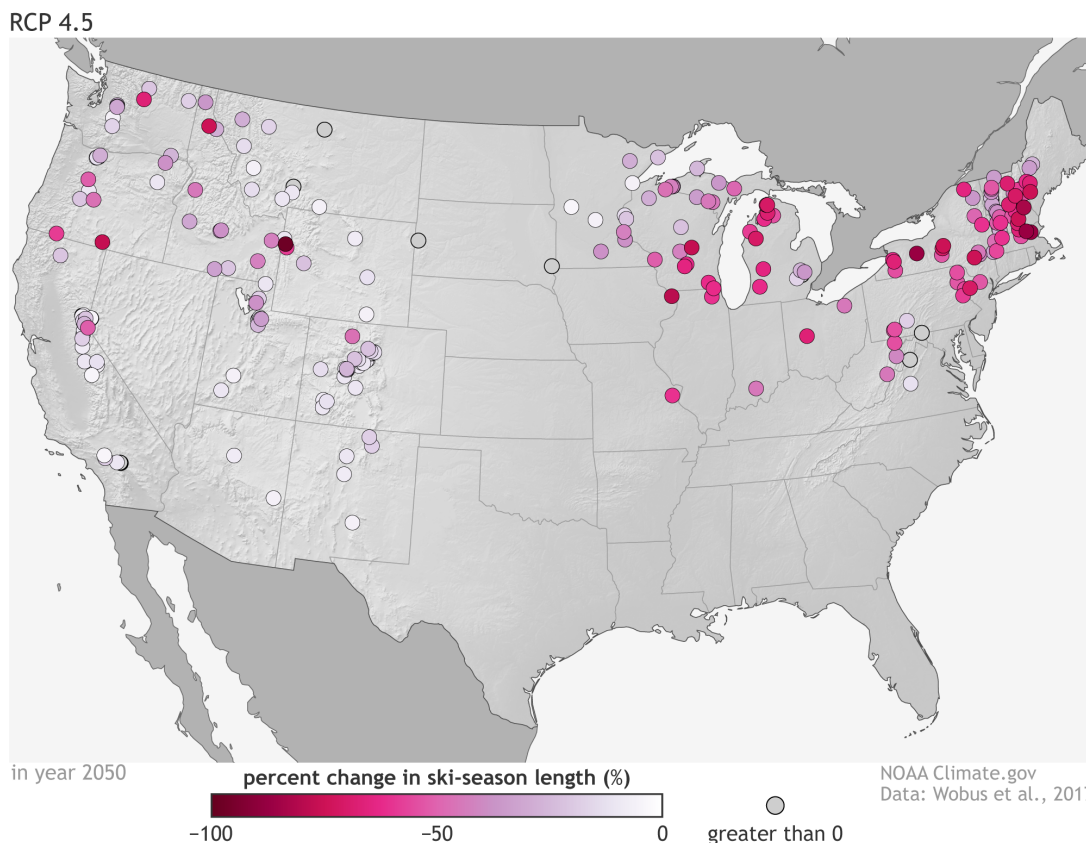 RCP 4.5
in year 2050
percent change in ski-season length (%)
−100
−50
0
greater than 0
NOAA Climate.gov
Data: Wobus et al., 2017